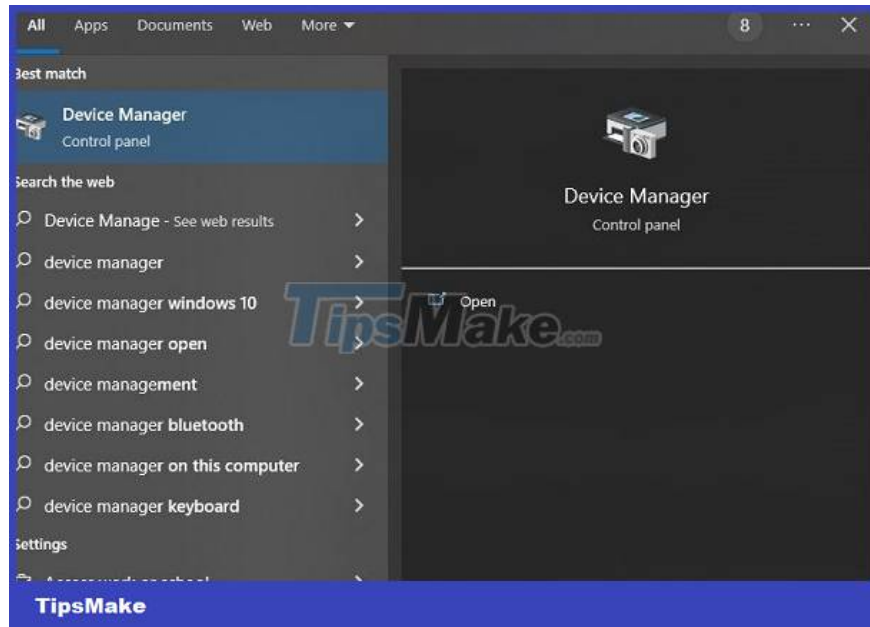 All Apps Documents Web More 8 ...
Best match
Device Manager
Control panel
Search the web
Device Manage - See web results
device manager
device manager windows 10
device manager open
device management
device manager bluetooth
device manager on this computer
device manager keyboard
Settings
Device Manager
Control panel
Open
TipsMake.com
TipsMake